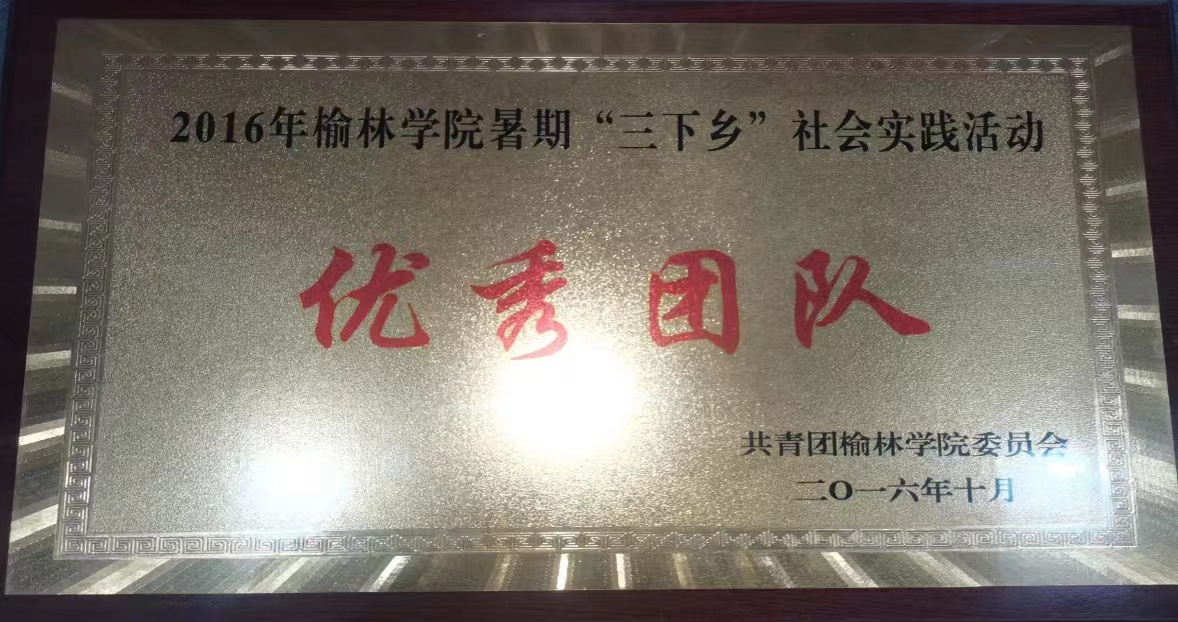 2016年榆林学院暑期“三下乡”社会实践活动
优秀团队
共青团榆林学院委员会
二O一六年十月